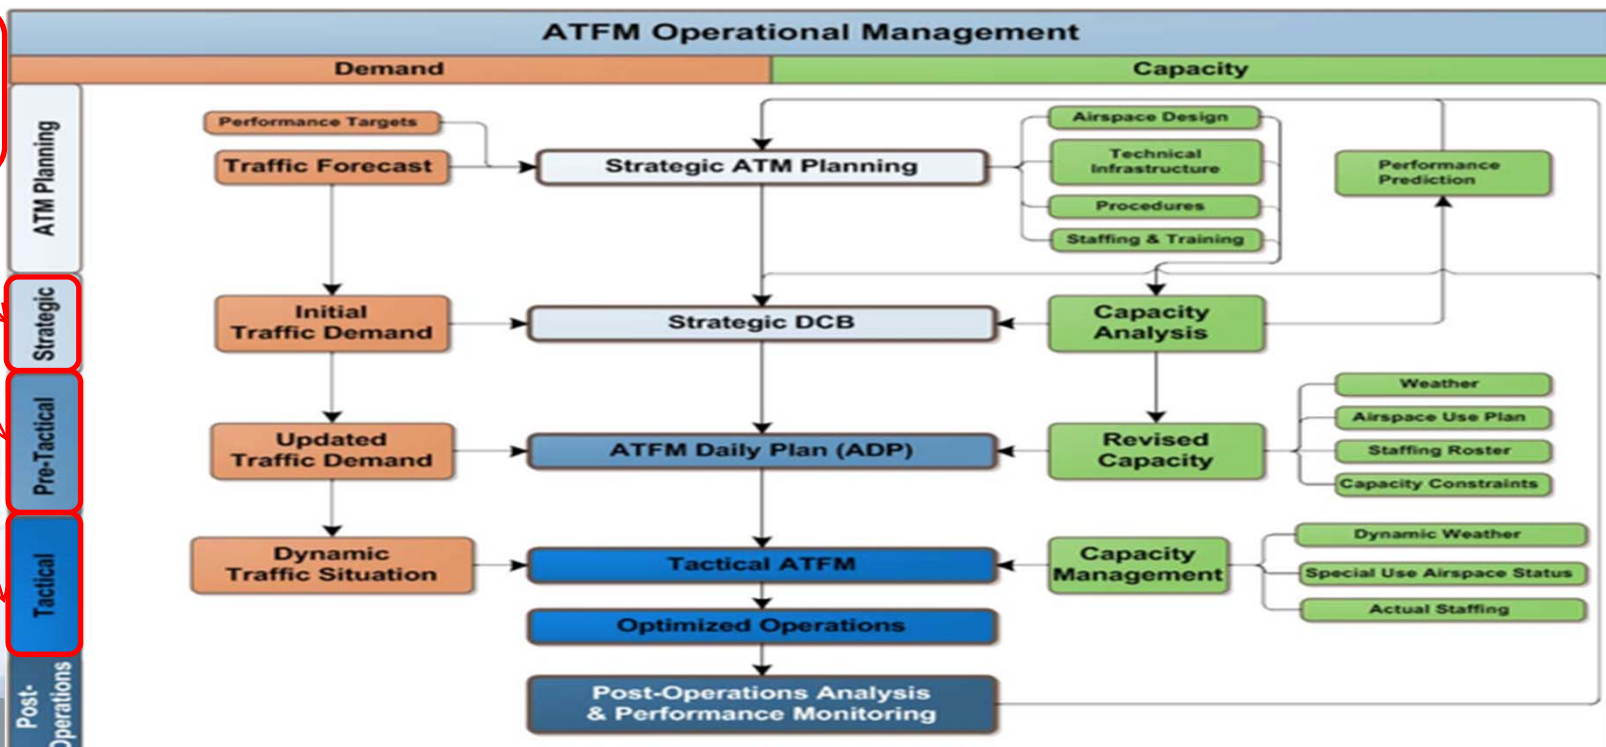 ATFM Operational Management
Demand
Capacity
ATM Planning
Performance Targets
Traffic Forecast
Strategic ATM Planning
Airspace Design
Technical
Infrastructure
Procedures
Staffing & Training
Performance
Prediction
Strategic
Initial
Traffic Demand
Strategic DCB
Capacity
Analysis
Pre-Tactical
Updated
Traffic Demand
ATFM Daily Plan (ADP)
Revised
Capacity
Weather
Airspace Use Plan
Staffing Roster
Capacity Constraints
Tactical
Dynamic
Traffic Situation
Tactical ATFM
Capacity
Management
Dynamic Weather
Special Use Airspace Status
Actual Staffing
Optimized Operations
Post-
Operations
Post-Operations Analysis
& Performance Monitoring